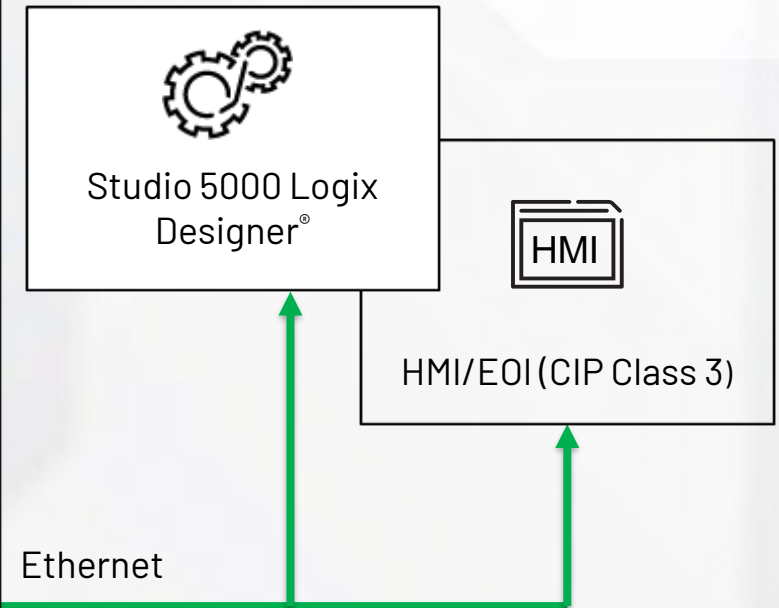 Studio 5000 Logix
Designer®
HMI
HMI/EOI (CIP Class 3)
Ethernet